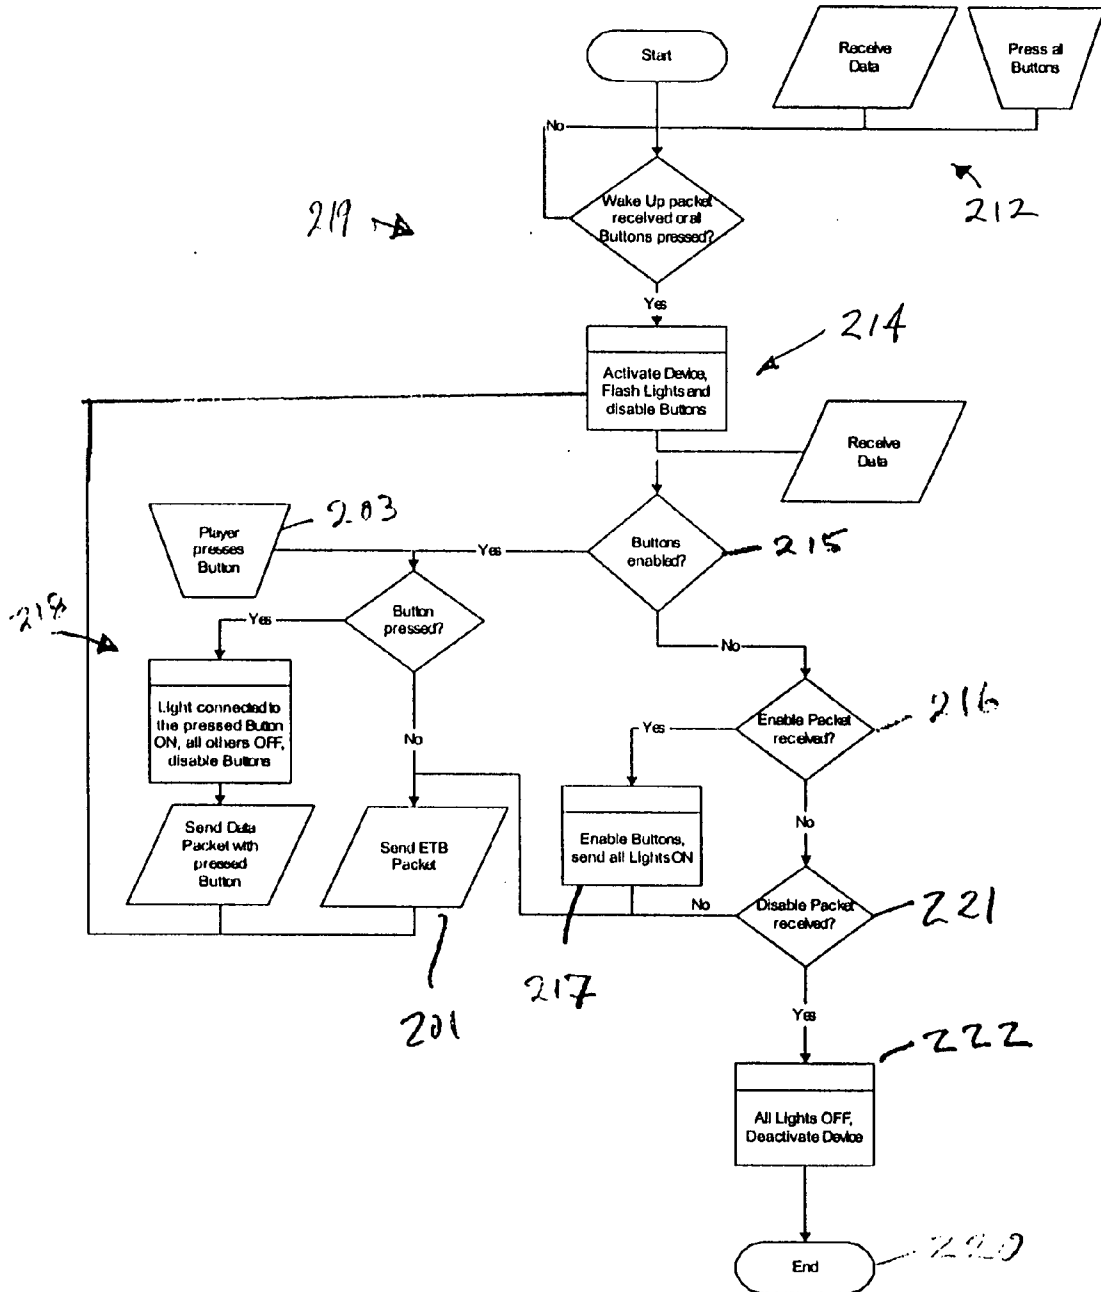 Start
Receive
Data
Press all
Buttons
No
Wake Up packet
received or all
Buttons pressed?
212
219
Yes
214
Activate Device,
Flash Lights and
disable Buttons
Receive
Data
203
Player
presses
Button
Yes
Buttons
enabled?
215
Button
pressed?
Yes
218
No
Light connected to
the pressed Button
ON, all others OFF,
disable Buttons
No
Enable Packet
received?
216
Yes
Send Data
Packet with
pressed
Button
Send ETB
Packet
Enable Buttons,
send all Lights ON
No
Disable Packet
received?
221
No
217
201
Yes
222
All Lights OFF,
Deactivate Device
End
220